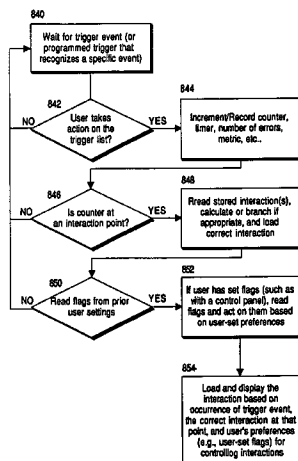 840
Wait for trigger event (or
programmed trigger that
recognizes a specific event)
842
User takes
action on the
trigger list?
NO
YES
844
Increment/Record counter,
timer, number of errors,
metric, etc..
846
Is counter at
an interaction point?
NO
YES
848
Rread stored interaction(s),
calculate or branch if
appropriate, and load
correct interaction
850
Read flags from prior
user settings
NO
YES
852
If user has set flags (such as
with a control panel), read
flags and act on them based
on user-set preferences
854
Load and display the
interaction based on
occurrence of trigger event,
the correct interaction at that
point, and user's preferences
(e.g., user-set flags) for
controllog interactions